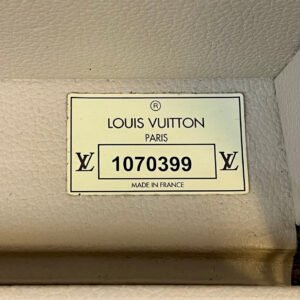 ®
LOUIS VUITTON
PARIS
LV 1070399 LV
MADE IN FRANCE